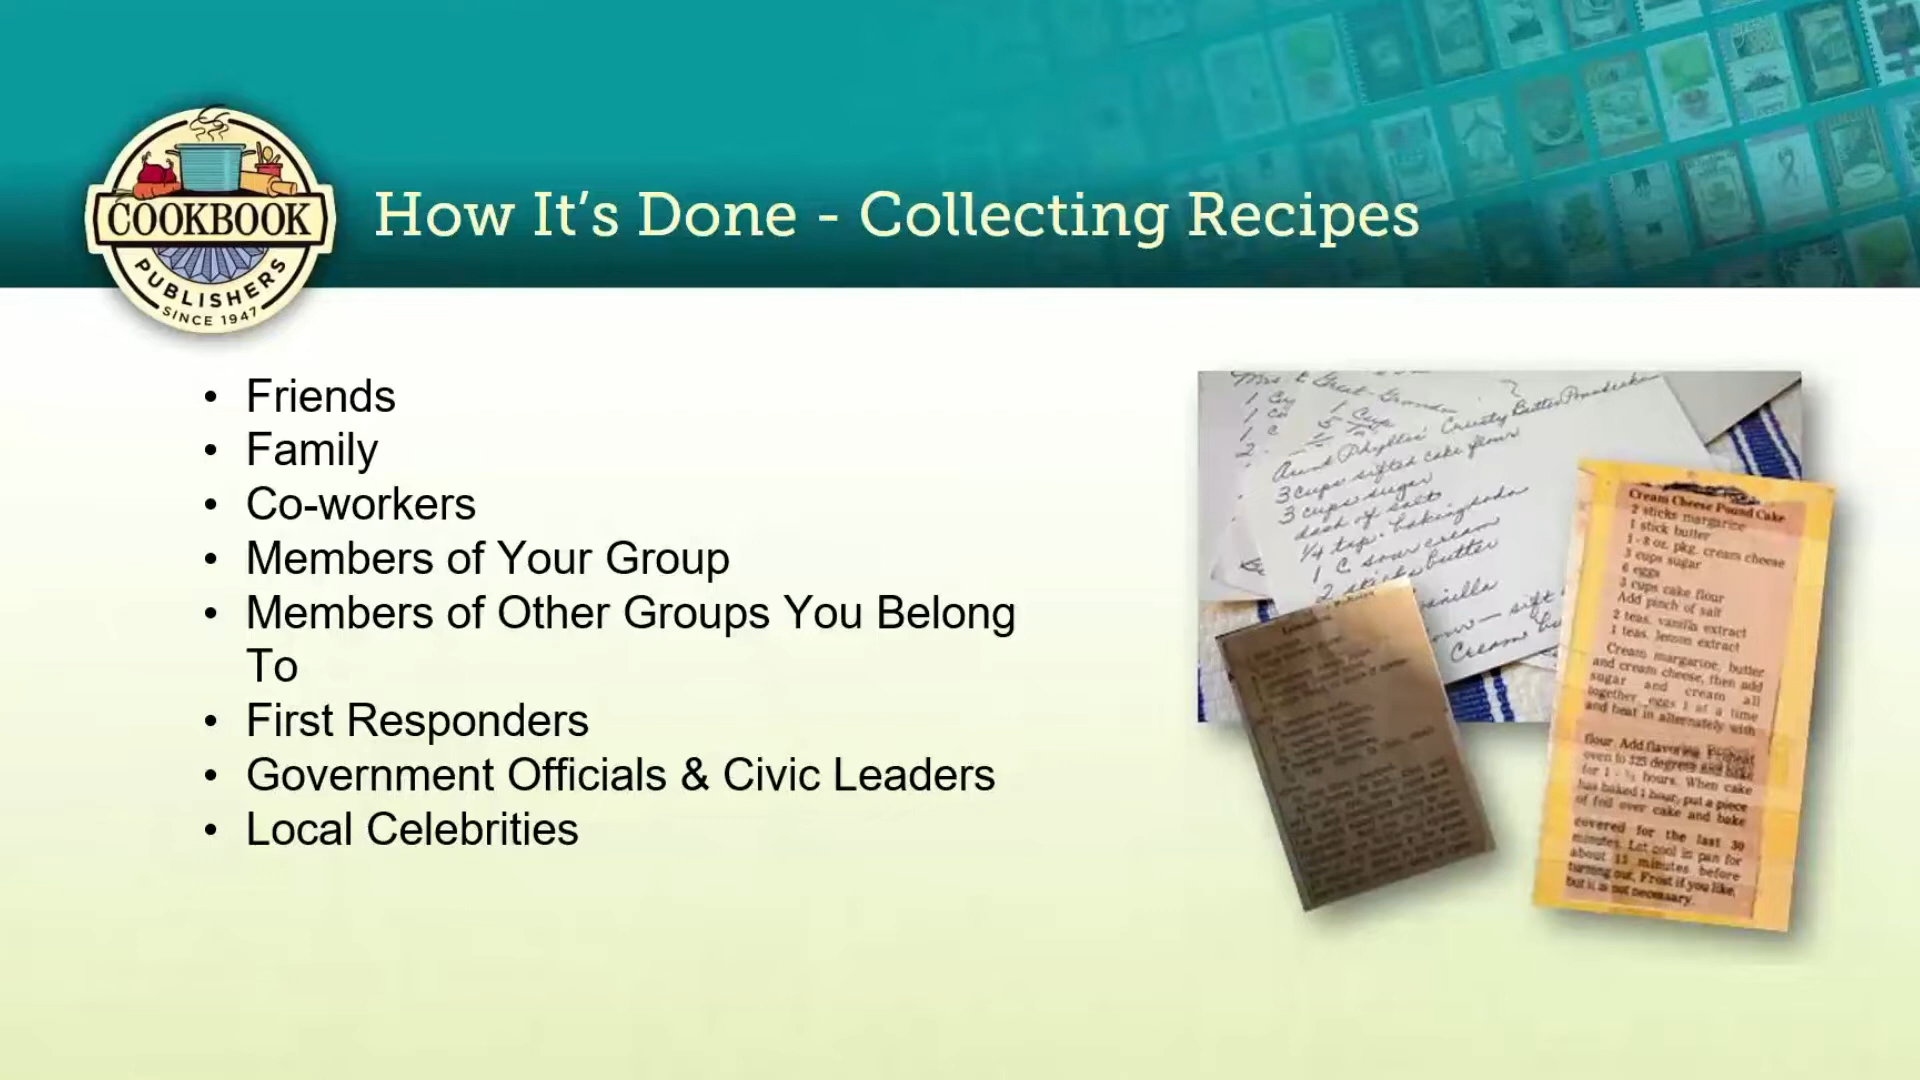 COOKBOOK
PUBLISHERS
SINCE 1947
How It's Done - Collecting Recipes
• Friends
• Family
• Co-workers
• Members of Your Group
• Members of Other Groups You Belong
To
• First Responders
• Government Officials & Civic Leaders
• Local Celebrities
Aunt Phyllis' Crusty Butter
3 cups sifted cake flour
3 cups sugar
dash of salt
1/4 tsp. baking soda
1 C sour cream
2 sticks butter
vanilla
Cream Cheese Pound Cake
2 sticks margarine
1 stick butter
1 - 8 oz. pkg. cream cheese
3 cups sugar
6 eggs
3 cups cake flour
Add pinch of salt
2 teas. vanilla extract
1 teas. lemon extract
Cream margarine, butter
and cream cheese, then add
sugar and cream all
together, eggs 1 at a time
and beat in alternately with
flour. Add flavoring. Preheat
oven to 325 degrees and bake
for 1 - ½ hours. When cake
has baked 1 hour, put a piece
of foil over cake and bake
covered for the last 30
minutes. Let cool in pan for
about 15 minutes before
turning out. Frost if you like,
but it is not necessary.